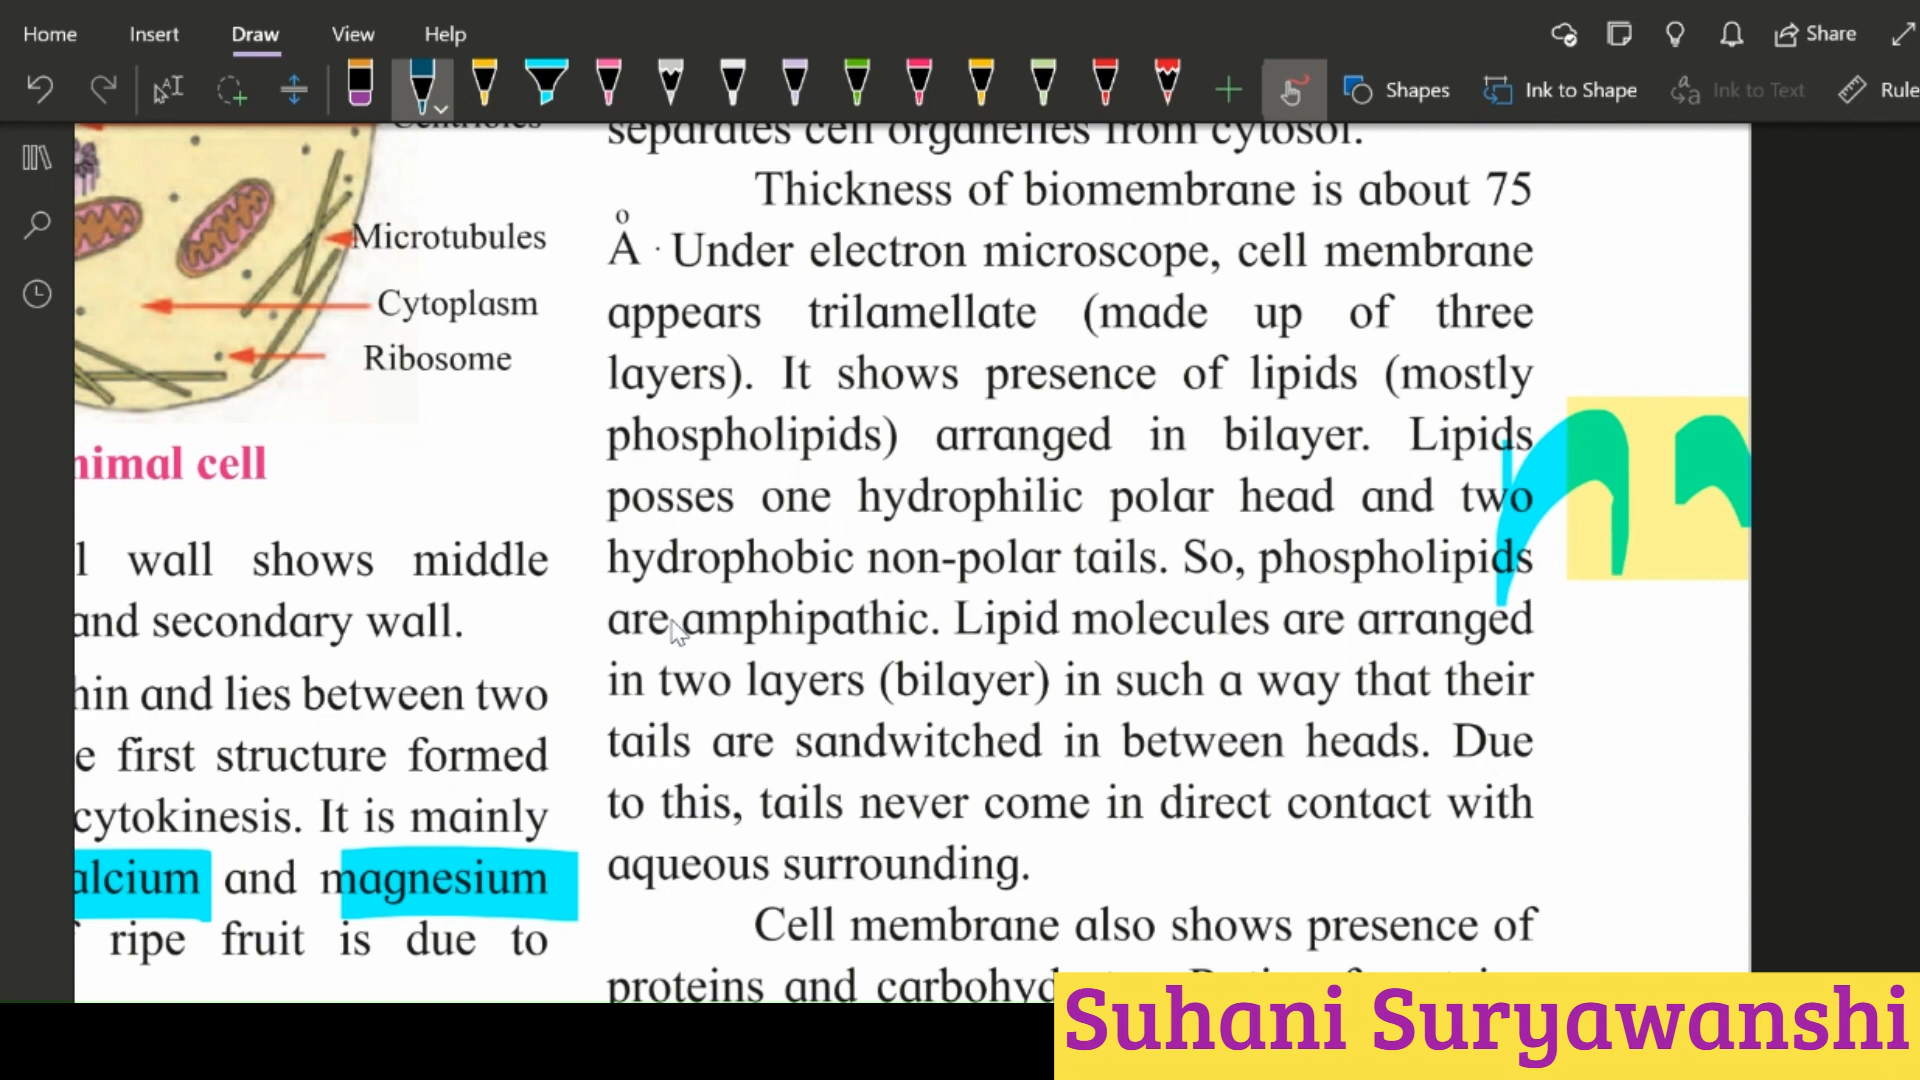 Home Insert Draw View Help
Share
Shapes Ink to Shape Ink to Text Rule
Microtubules
Cytoplasm
Ribosome
nimal cell
l wall shows middle
and secondary wall.
hin and lies between two
e first structure formed
cytokinesis. It is mainly
alcium and magnesium
ripe fruit is due to
separates cell organelles from cytosol.
Thickness of biomembrane is about 75
Å . Under electron microscope, cell membrane
appears trilamellate (made up of three
layers). It shows presence of lipids (mostly
phospholipids) arranged in bilayer. Lipids
posses one hydrophilic polar head and two
hydrophobic non-polar tails. So, phospholipids
are amphipathic. Lipid molecules are arranged
in two layers (bilayer) in such a way that their
tails are sandwitched in between heads. Due
to this, tails never come in direct contact with
aqueous surrounding.
Cell membrane also shows presence of
proteins and carbohyd
Suhani Suryawanshi